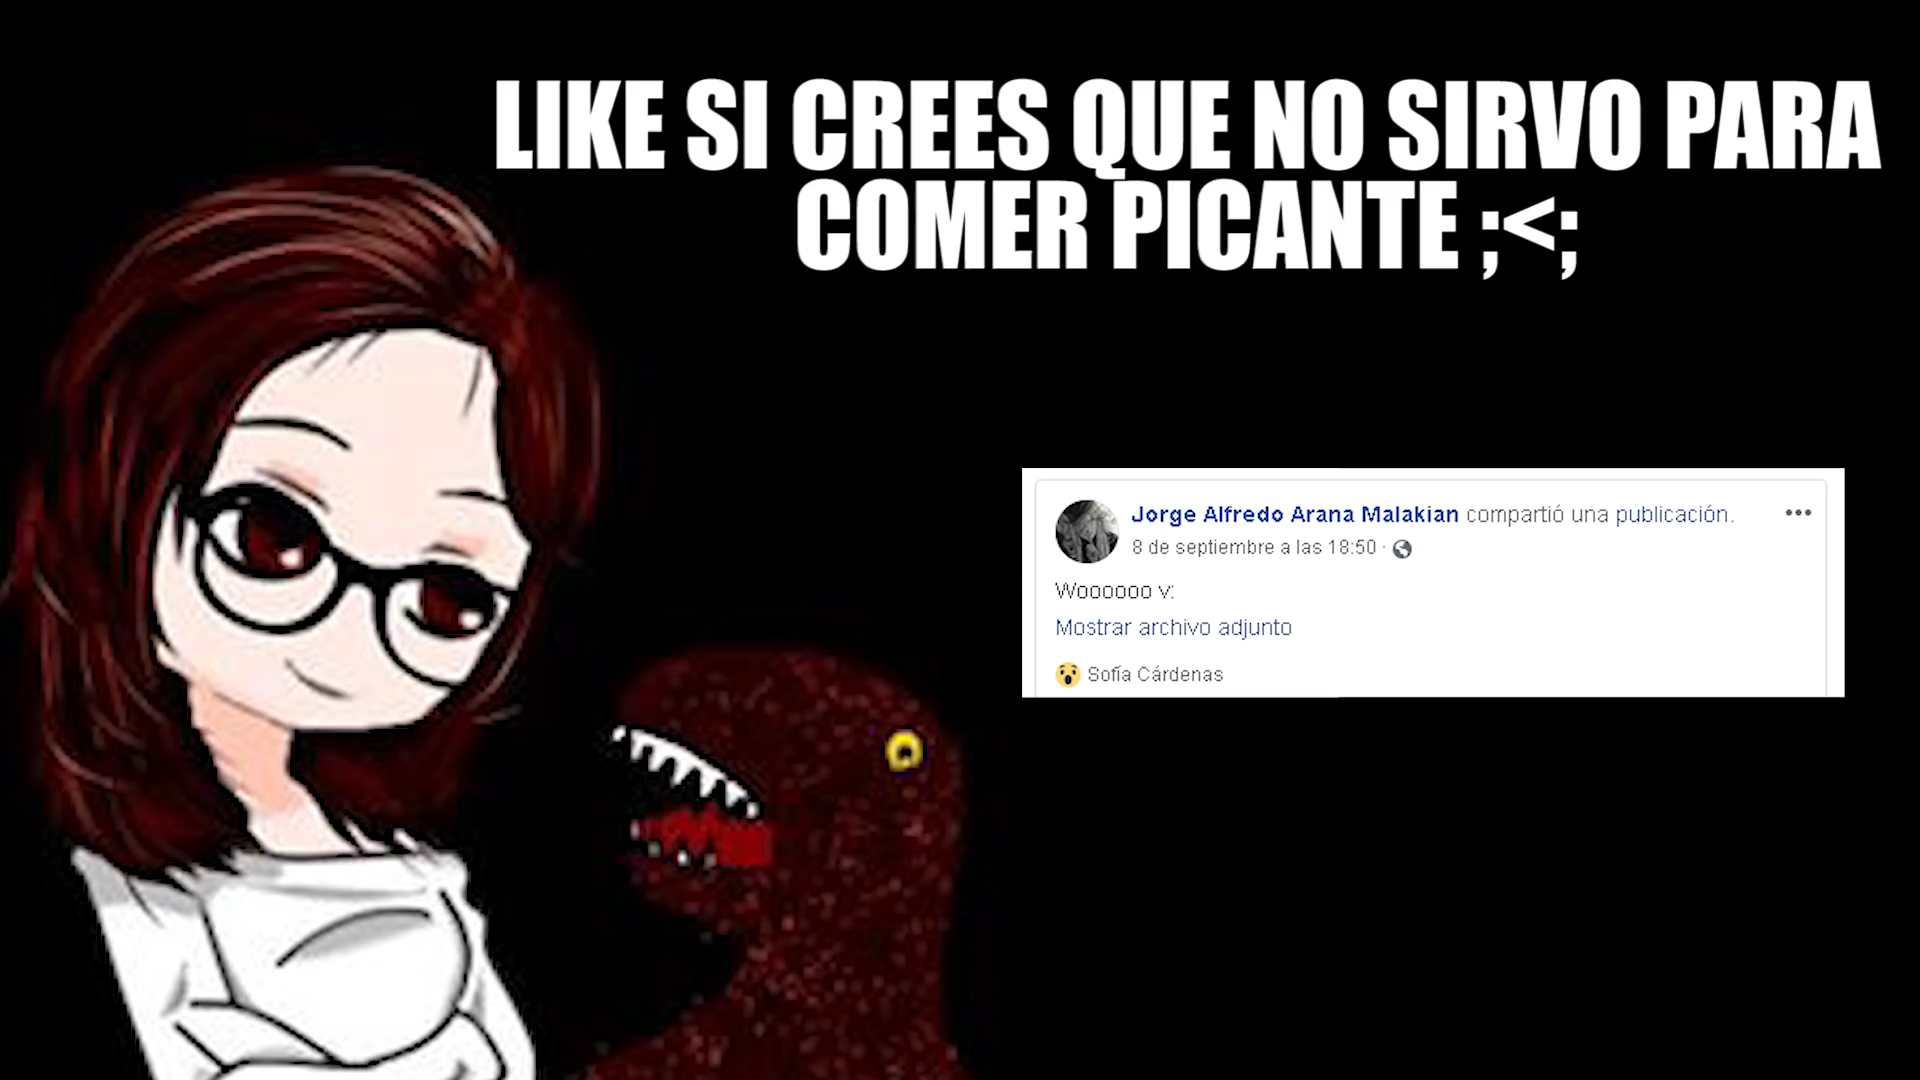 LIKE SI CREES QUE NO SIRVO PARA
COMER PICANTE ;<;
Jorge Alfredo Arana Malakian compartió una publicación.
8 de septiembre a las 18:50 ·
Woooooo v:
Mostrar archivo adjunto
Sofía Cárdenas